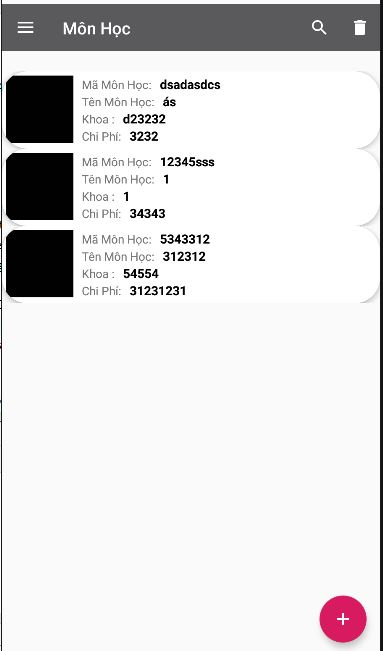 Môn Học
Mã Môn Học: dsadasdcs
Tên Môn Học: ás
Khoa : d23232
Chi Phí: 3232
Mã Môn Học: 12345sss
Tên Môn Học: 1
Khoa : 1
Chi Phí: 34343
Mã Môn Học: 5343312
Tên Môn Học: 312312
Khoa : 54554
Chi Phí: 31231231